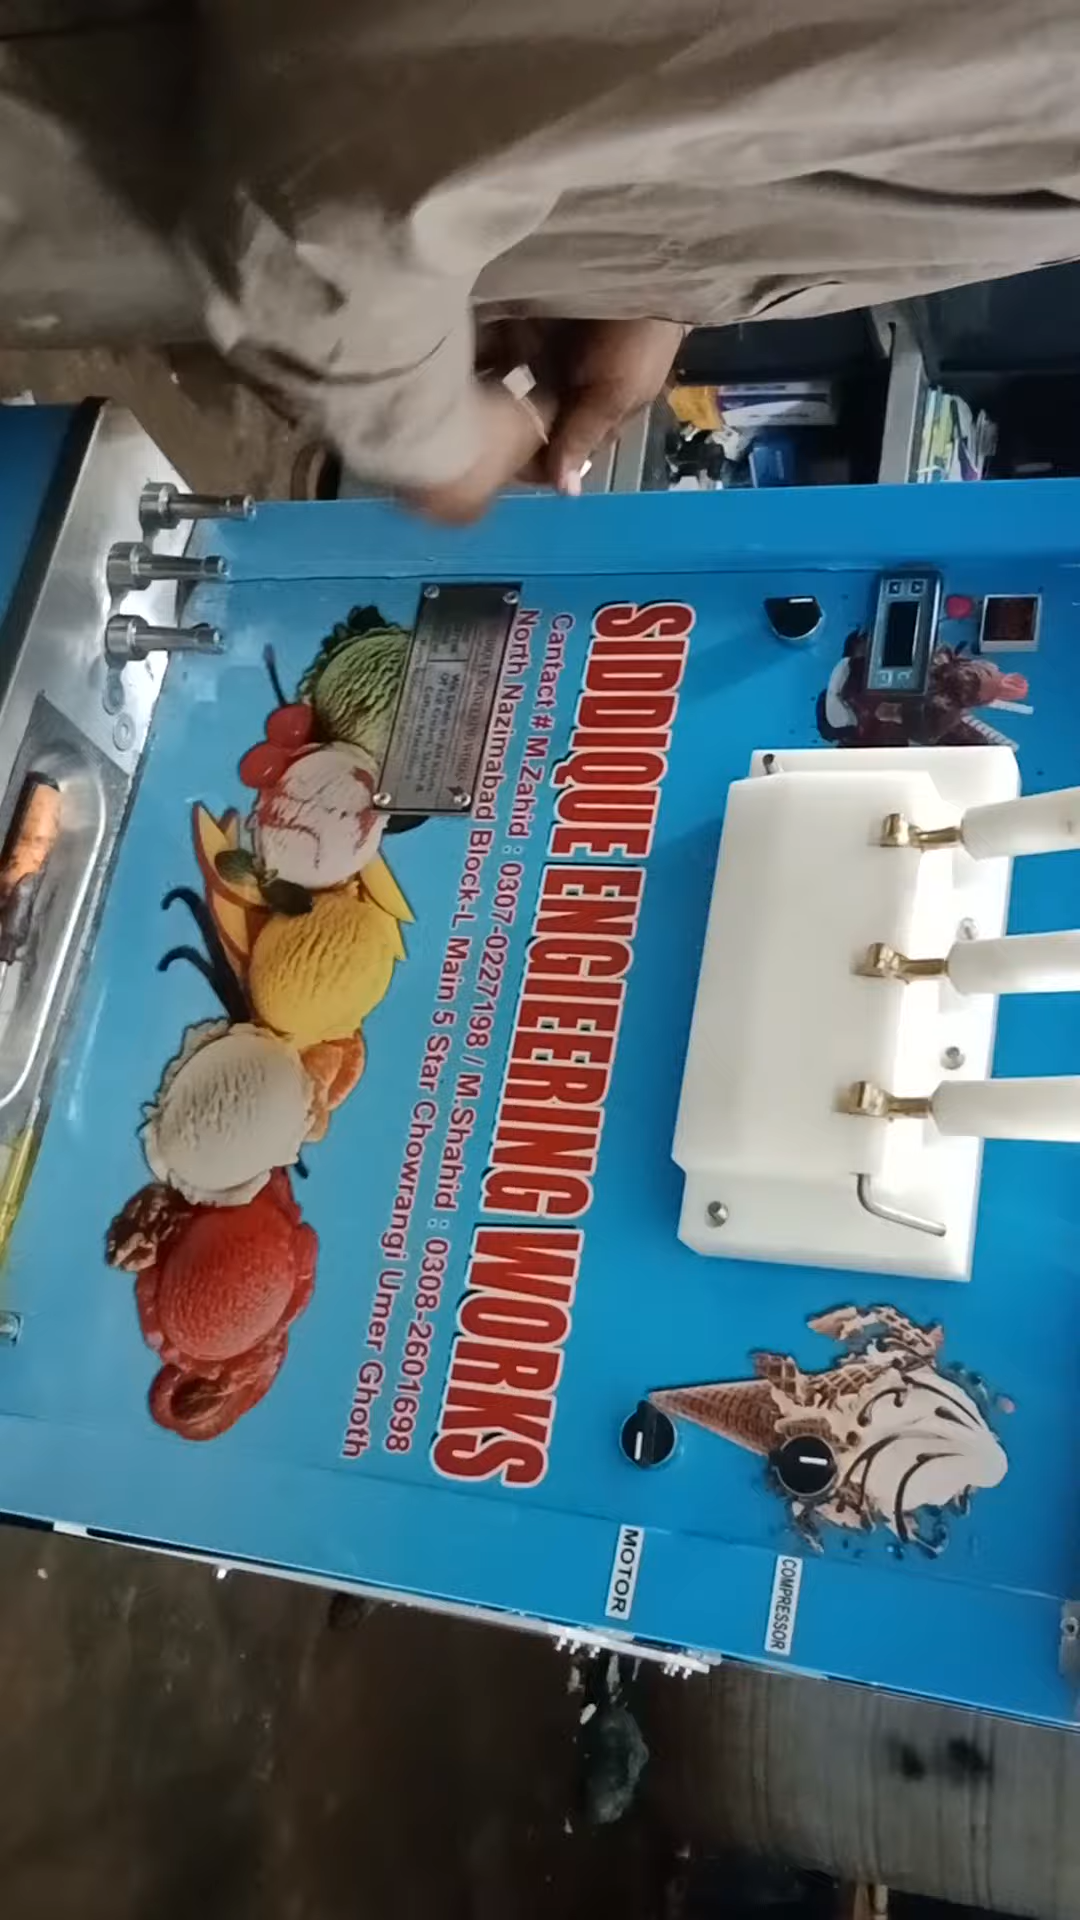 SIDDIQUE ENGIEERING WORKS
Cantact # M.Zahid : 0307-0227198 / M.Shahid : 0308-2601698
North Nazimabad Block-L Main 5 Star Chowrangi Umer Ghoth
MOTOR
COMPRESSOR